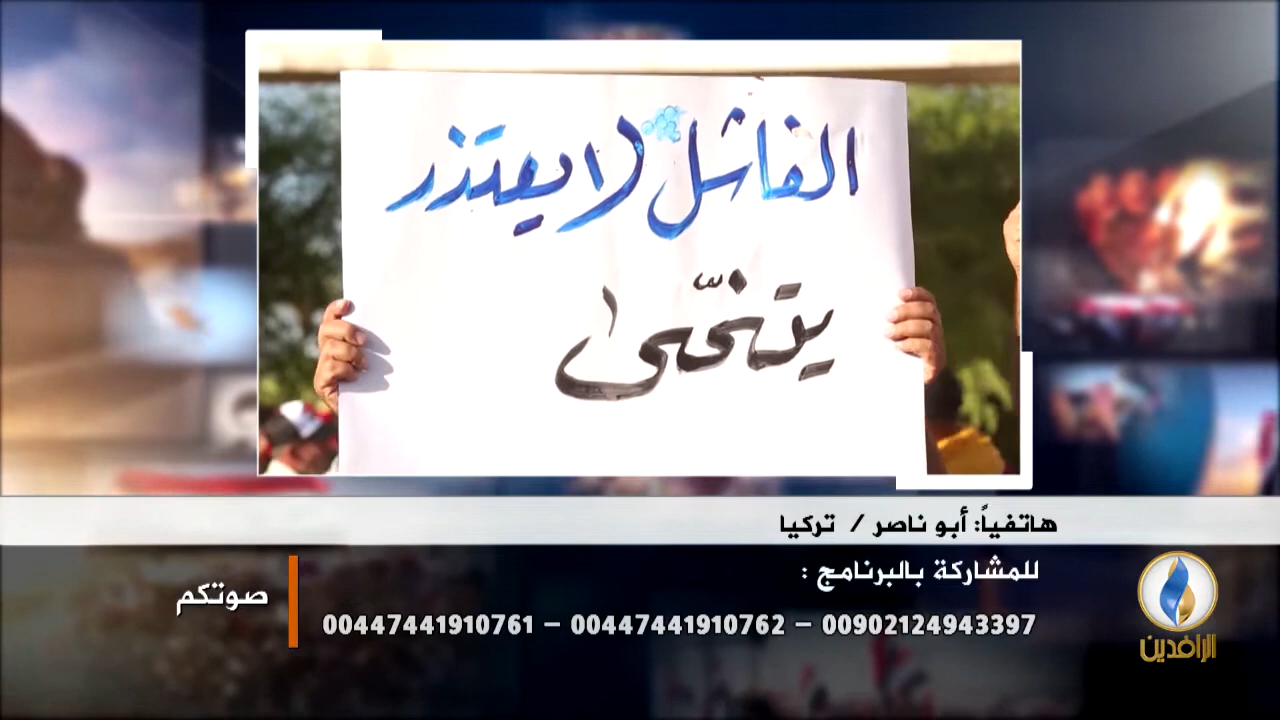 الفاشل لا يعتذر
يتنحّى
هاتفياً: أبو ناصر / تركيا
للمشاركة بالبرنامج :
صوتكم
00447441910761 – 00447441910762 – 00902124943397
الرافدين